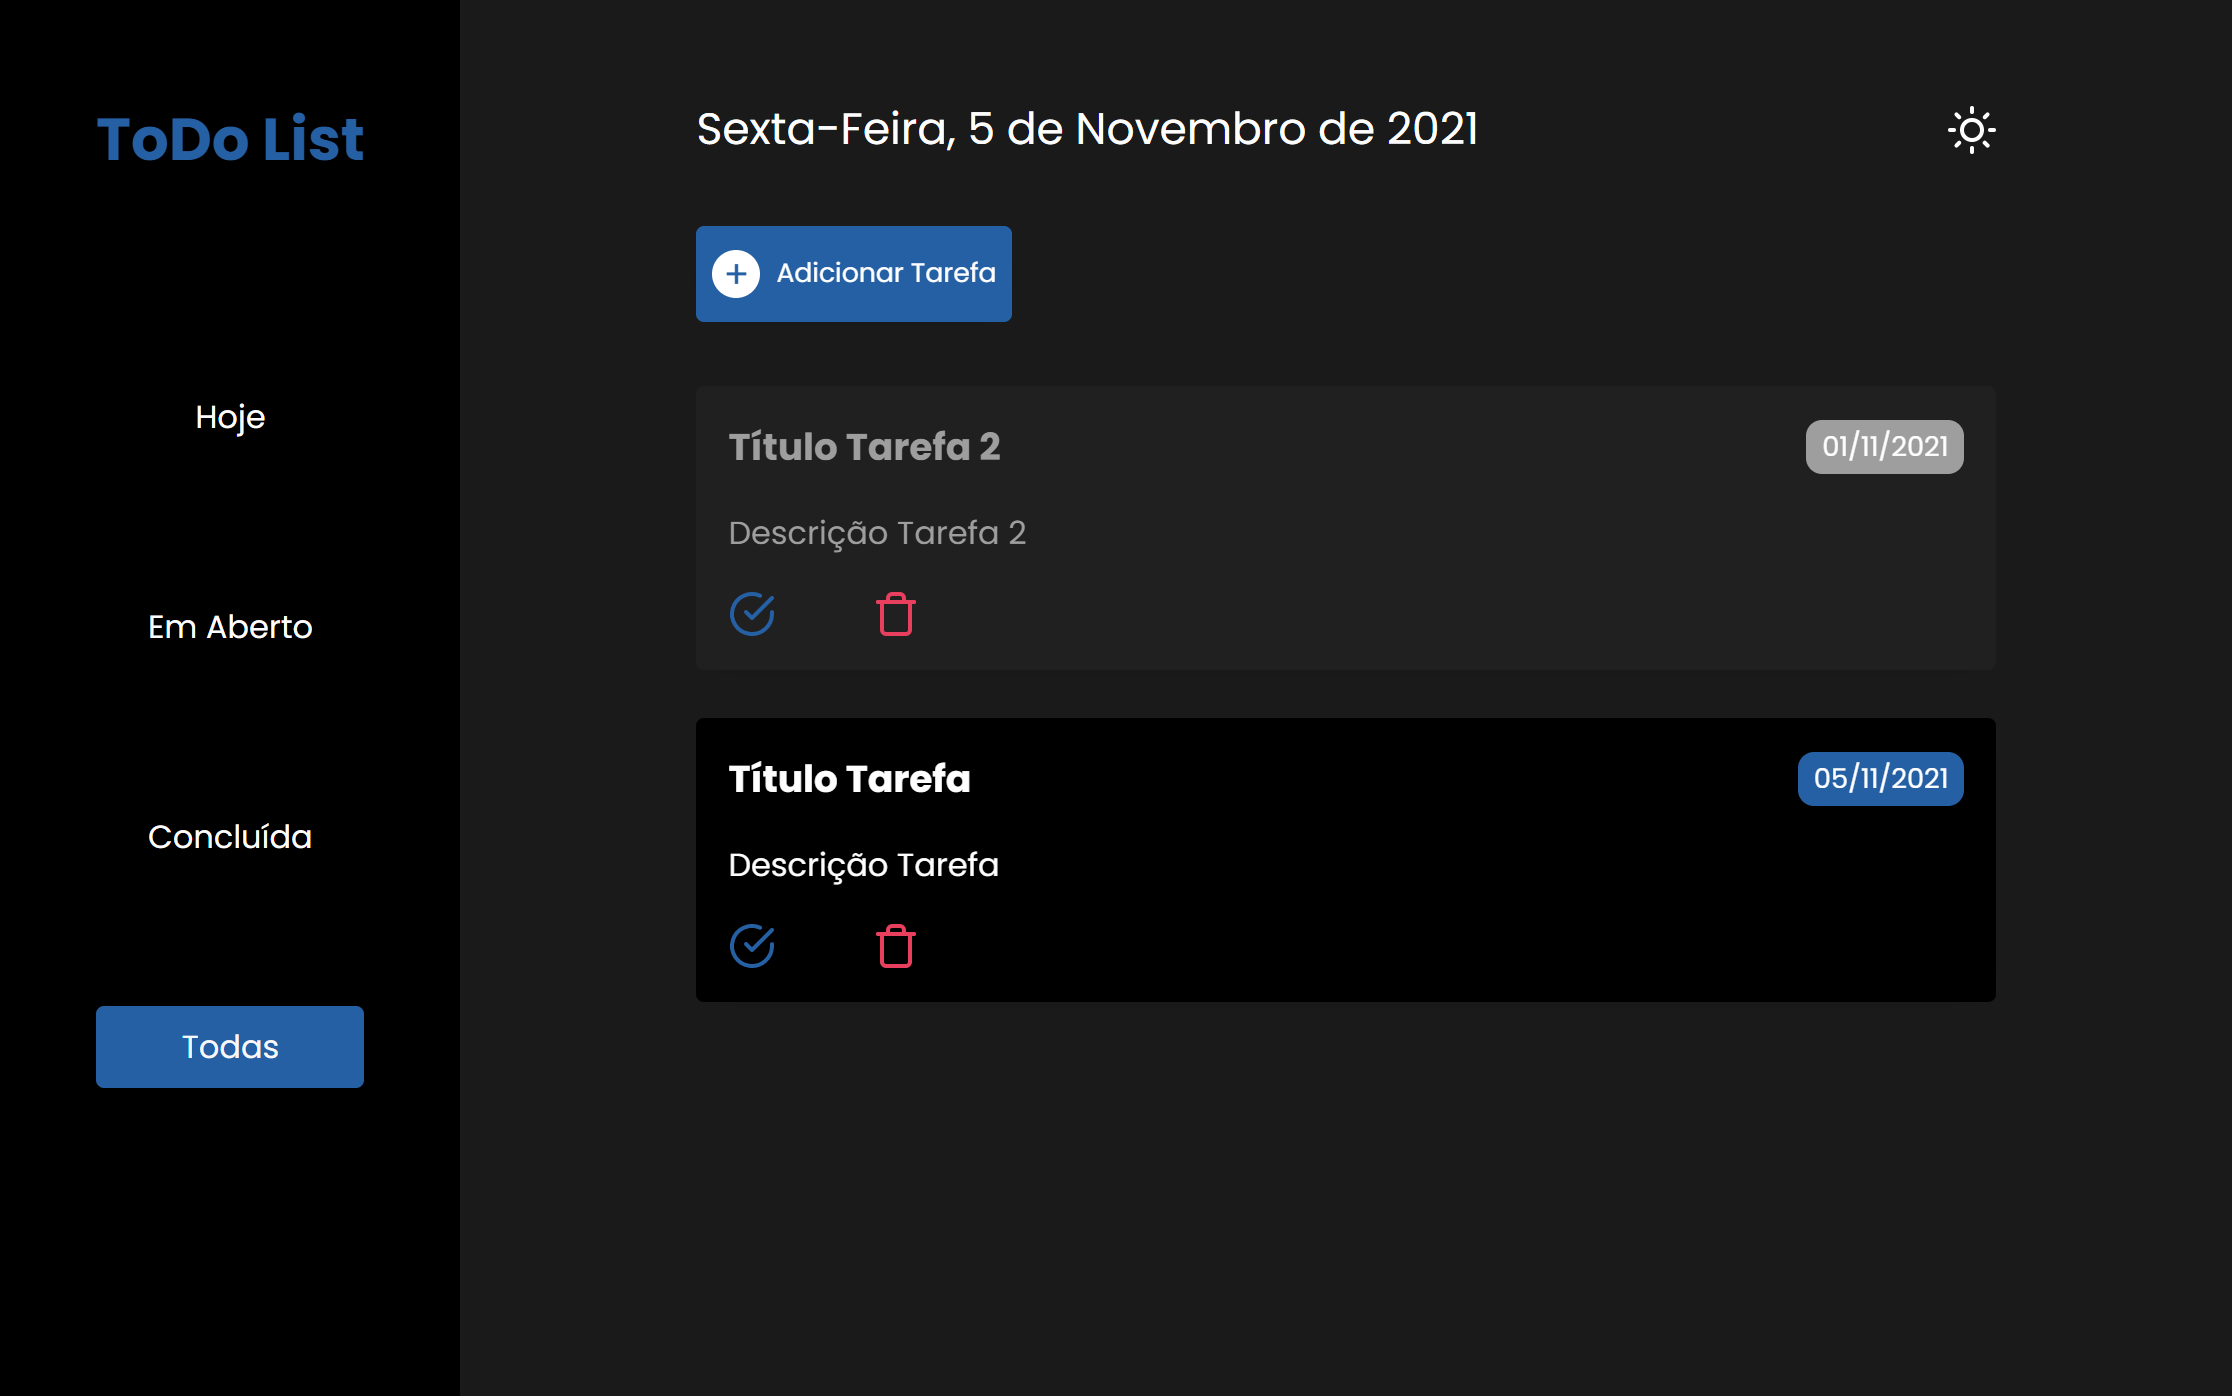 ToDo List
Hoje
Em Aberto
Concluída
Todas
Sexta-Feira, 5 de Novembro de 2021
Adicionar Tarefa
Título Tarefa 2
01/11/2021
Descrição Tarefa 2
Título Tarefa
05/11/2021
Descrição Tarefa